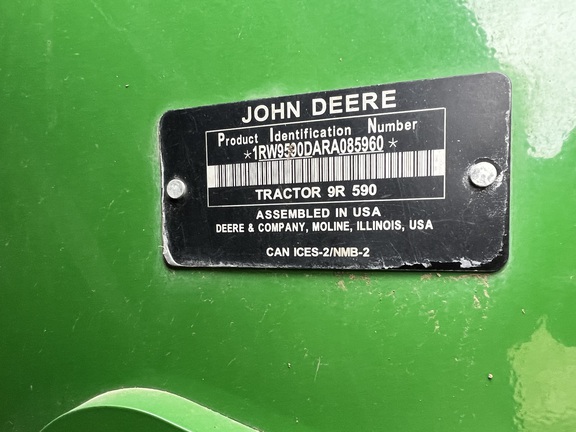 JOHN DEERE
Product Identification Number
*1RW9590DARA085960*
TRACTOR 9R 590
ASSEMBLED IN USA
DEERE & COMPANY, MOLINE, ILLINOIS, USA
CAN ICES-2/NMB-2